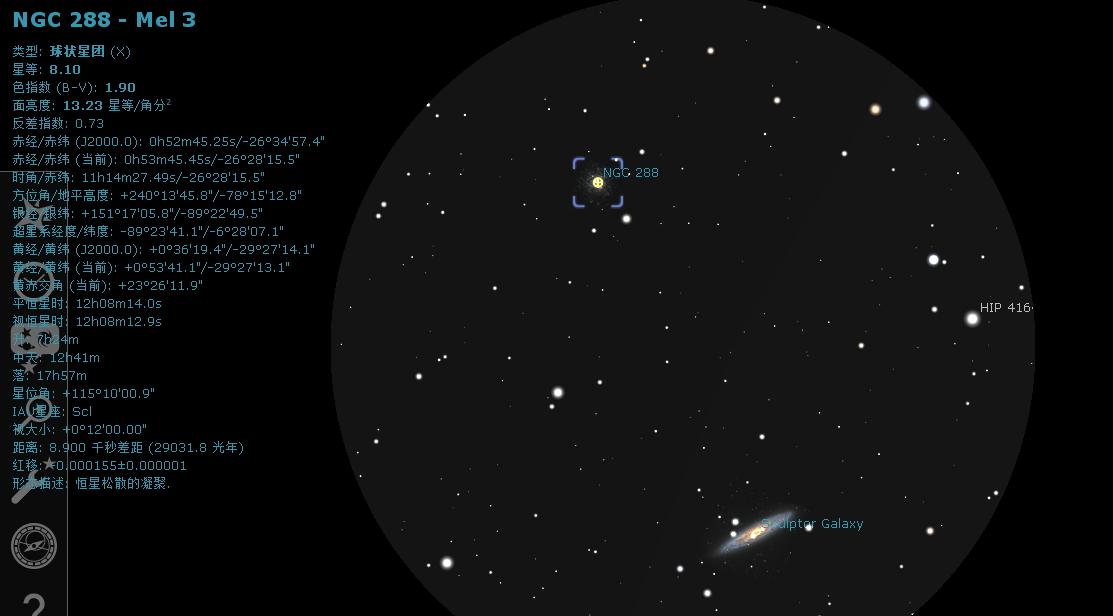 NGC 288 - Mel 3
类型: 球状星团 (X)
星等: 8.10
色指数 (B-V): 1.90
面亮度: 13.23 星等/角分²
反差指数: 0.73
赤经/赤纬 (J2000.0): 0h52m45.25s/-26°34'57.4"
赤经/赤纬 (当前): 0h53m45.45s/-26°28'15.5"
时角/赤纬: 11h14m27.49s/-26°28'15.5"
方位角/地平高度: +240°13'45.8"/-78°15'12.8"
银经/银纬: +151°17'05.8"/-89°22'49.5"
超星系经度/纬度: -89°23'41.1"/-6°28'07.1"
黄经/黄纬 (J2000.0): +0°36'19.4"/-29°27'14.1"
黄经/黄纬 (当前): +0°53'41.1"/-29°27'13.1"
黄赤交角 (当前): +23°26'11.9"
平恒星时: 12h08m14.0s
视恒星时: 12h08m12.9s
升: 7h24m
中天: 12h41m
落: 17h57m
星位角: +115°10'00.9"
IAU星座: Scl
视大小: +0°12'00.00"
距离: 8.900 千秒差距 (29031.8 光年)
红移: -0.000155±0.000001
形态描述: 恒星松散的凝聚.
NGC 288
HIP 416
Sculptor Galaxy
?